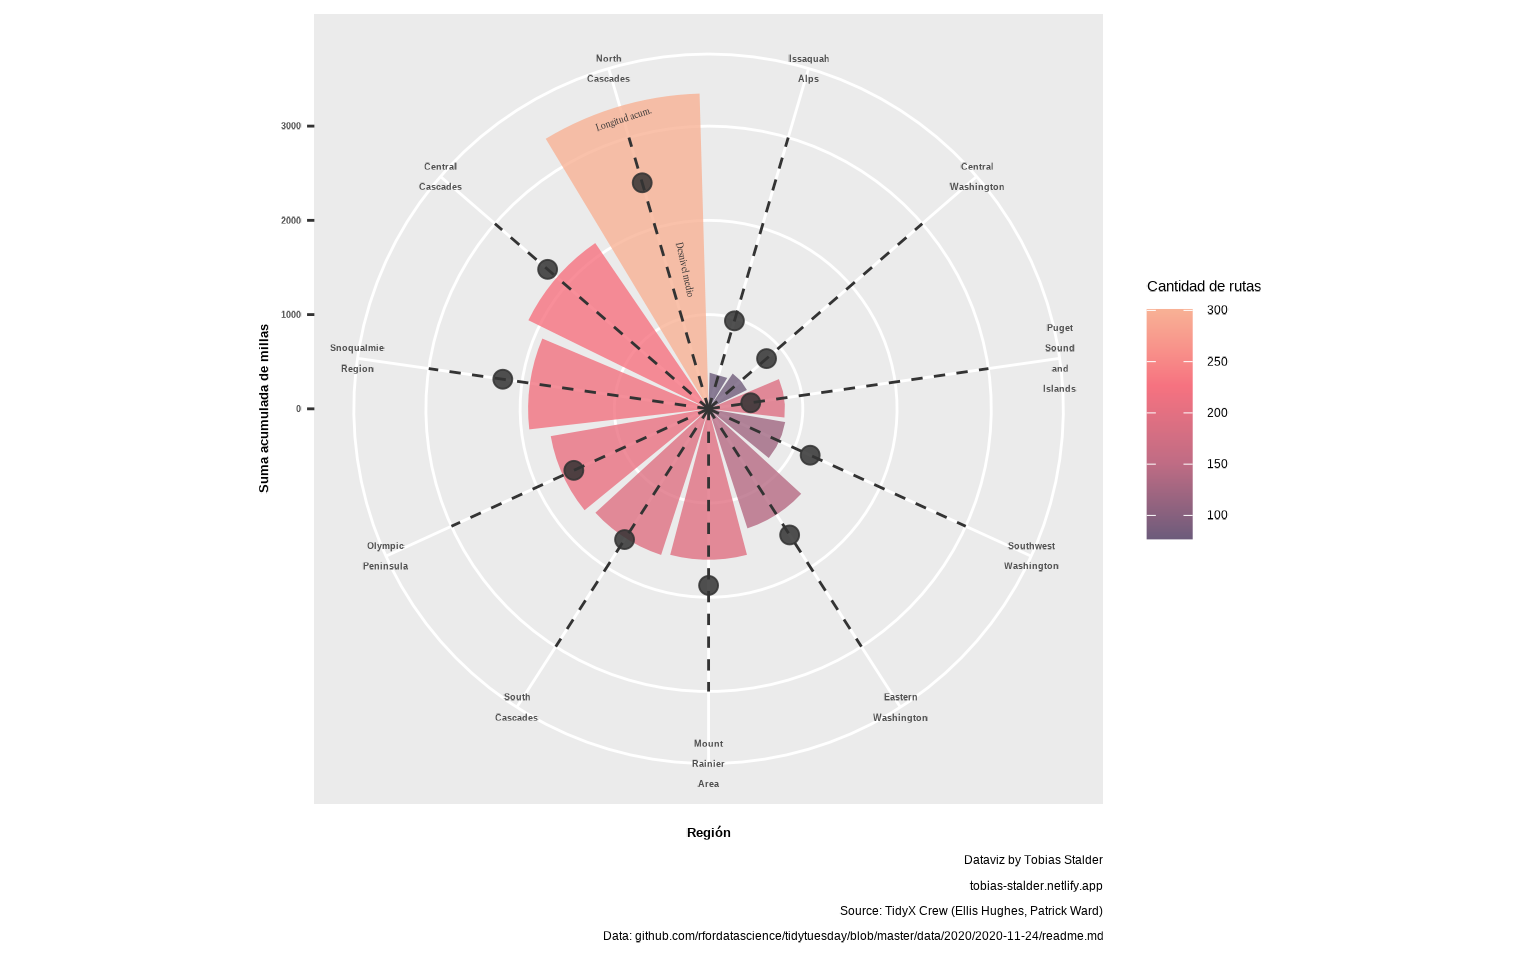 North
Cascades
Issaquah
Alps
Central
Cascades
Central
Washington
Snoqualmie
Region
Puget
Sound
and
Islands
Olympic
Peninsula
Southwest
Washington
South
Cascades
Eastern
Washington
Mount
Rainier
Area
Longitud acum.
Desnivel medio
3000
2000
1000
0
Suma acumulada de millas
Región
Cantidad de rutas
300
250
200
150
100
Dataviz by Tobias Stalder
tobias-stalder.netlify.app
Source: TidyX Crew (Ellis Hughes, Patrick Ward)
Data: github.com/rfordatascience/tidytuesday/blob/master/data/2020/2020-11-24/readme.md